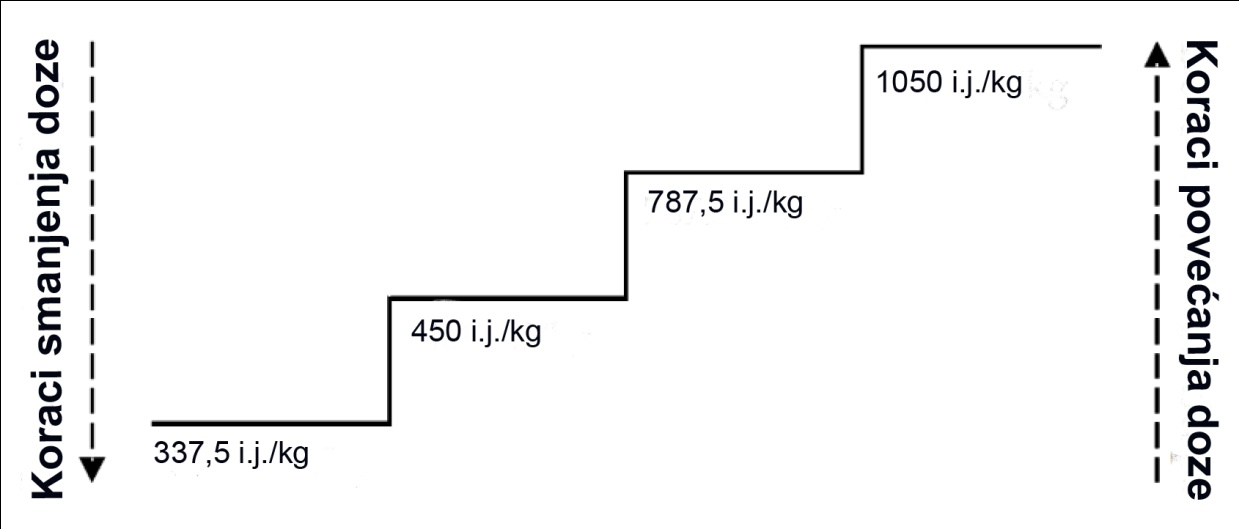 Koraci smanjenja doze
1050 i.j./kg
787,5 i.j./kg
450 i.j./kg
337,5 i.j./kg
Koraci povećanja doze